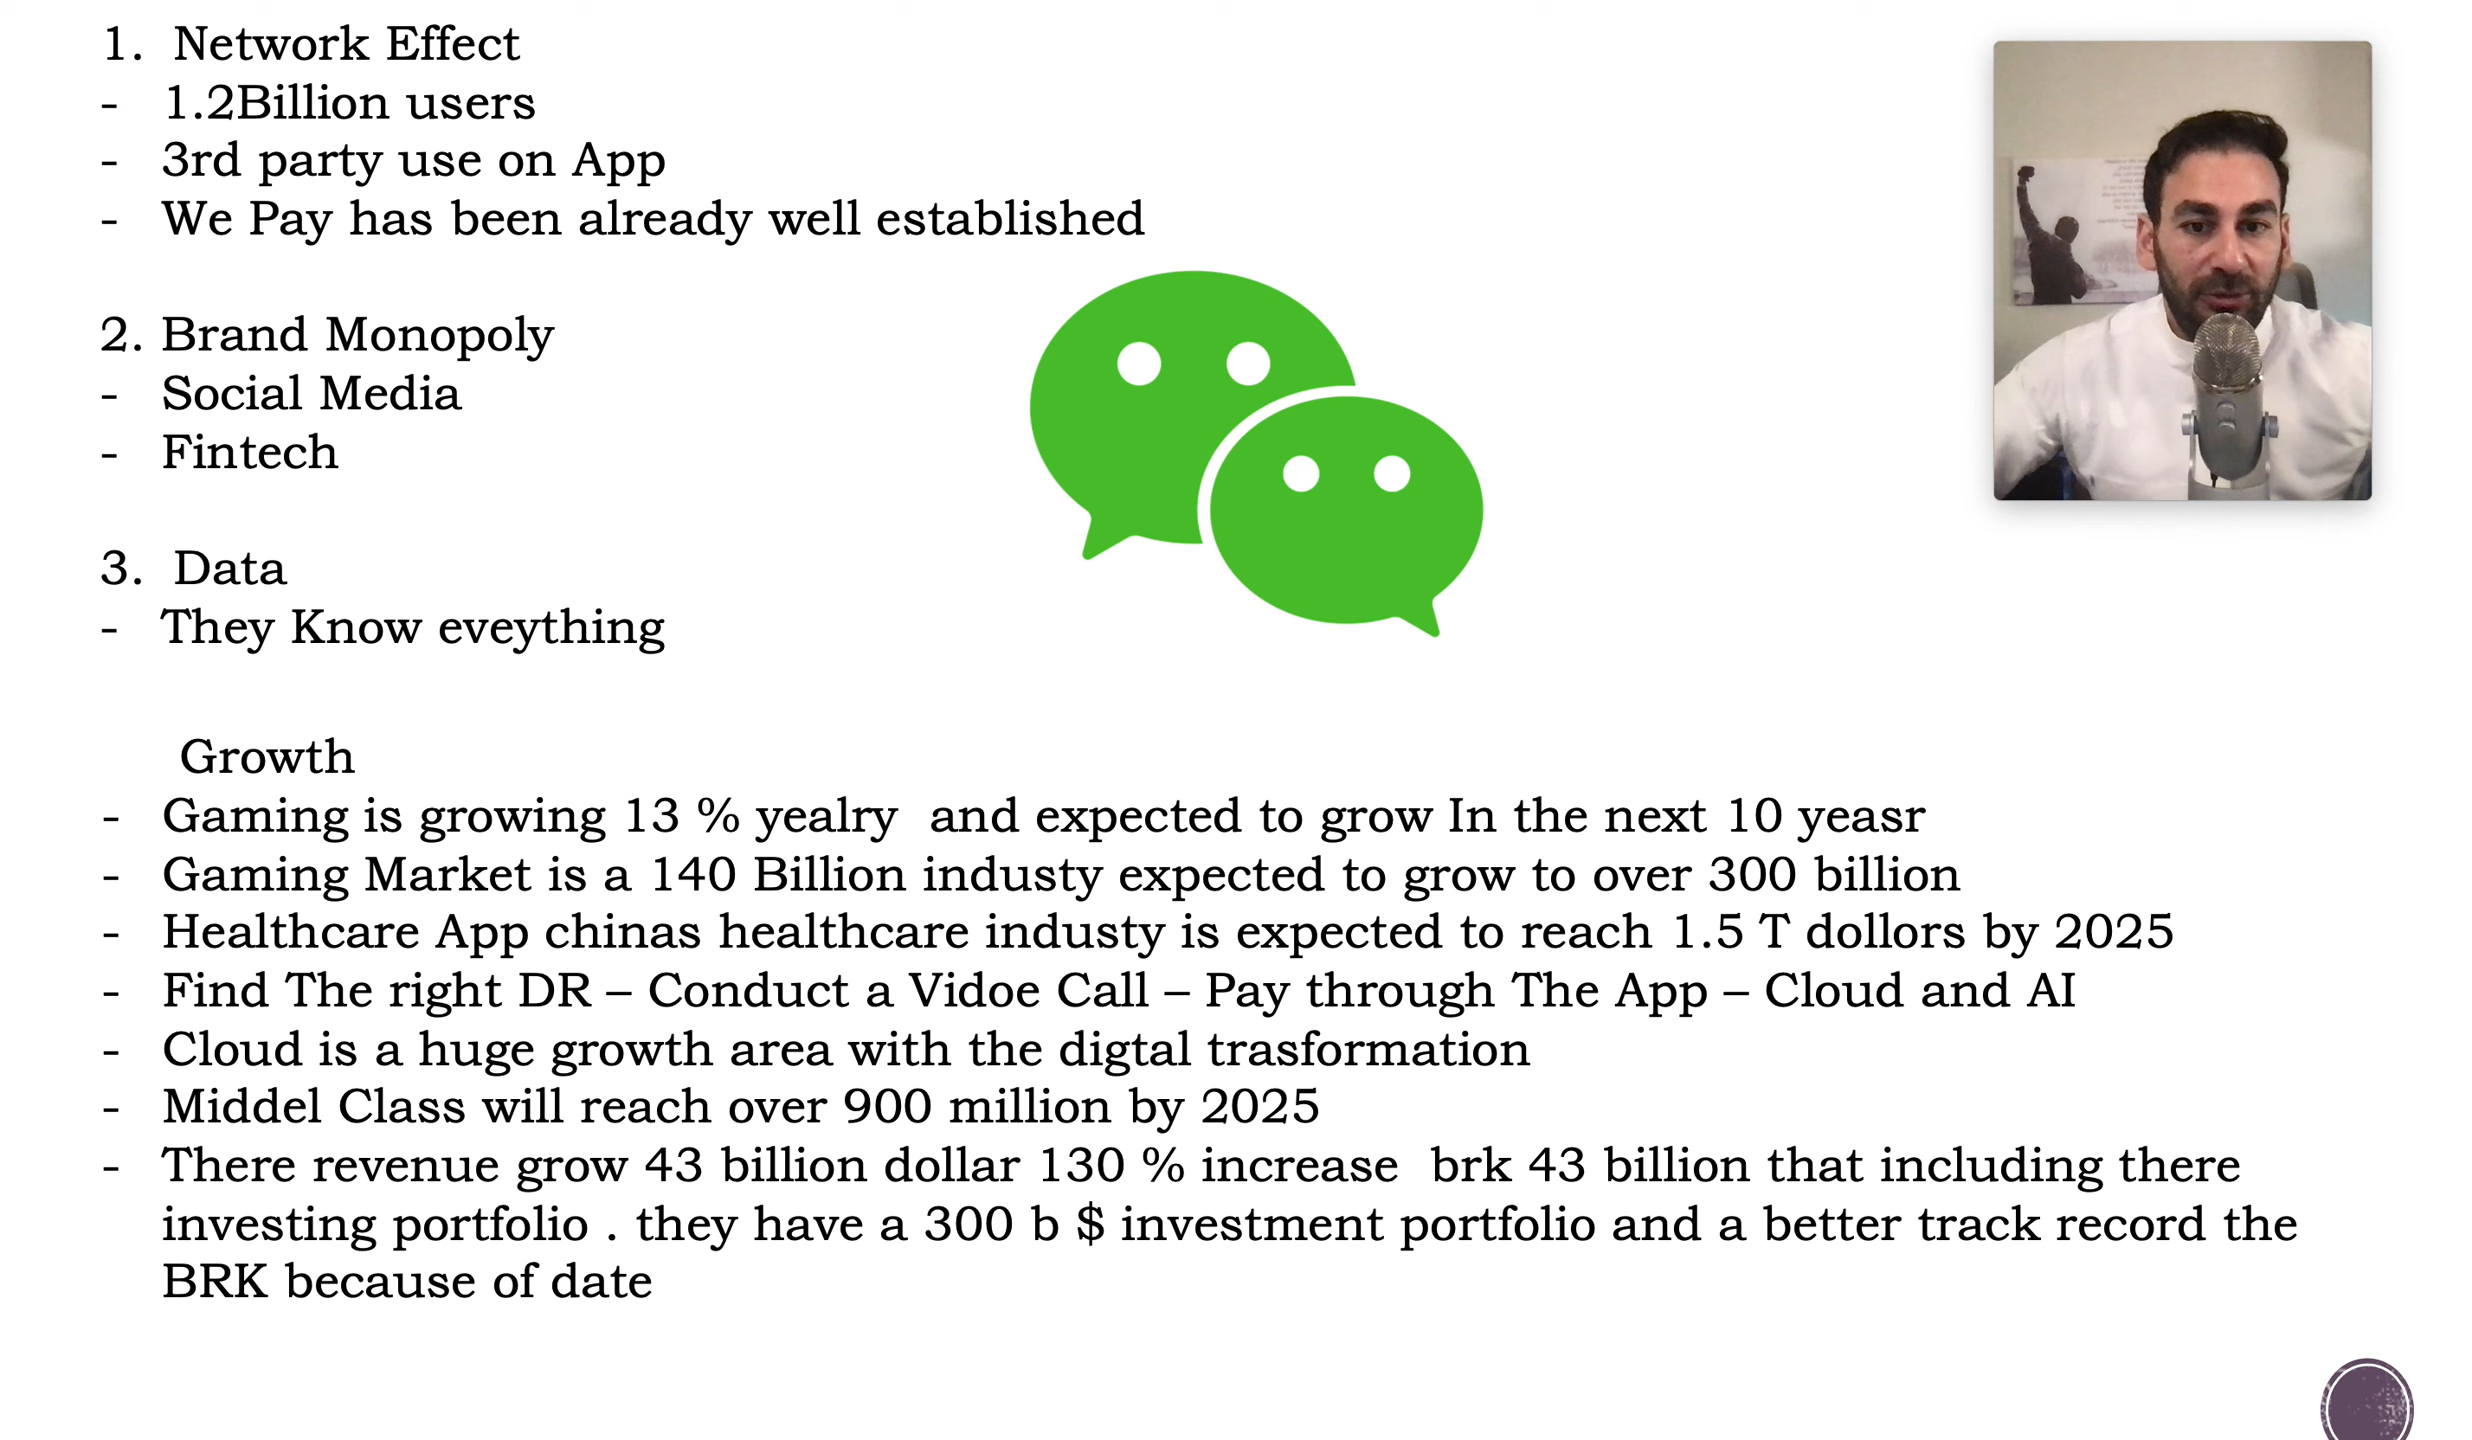 1. Network Effect
- 1.2Billion users
- 3rd party use on App
- We Pay has been already well established
2. Brand Monopoly
- Social Media
- Fintech
3. Data
- They Know eveything
Growth
- Gaming is growing 13 % yealry and expected to grow In the next 10 yeasr
- Gaming Market is a 140 Billion industy expected to grow to over 300 billion
- Healthcare App chinas healthcare industy is expected to reach 1.5 T dollors by 2025
- Find The right DR – Conduct a Vidoe Call – Pay through The App – Cloud and AI
- Cloud is a huge growth area with the digtal trasformation
- Middel Class will reach over 900 million by 2025
- There revenue grow 43 billion dollar 130 % increase brk 43 billion that including there
investing portfolio . they have a 300 b $ investment portfolio and a better track record the
BRK because of date